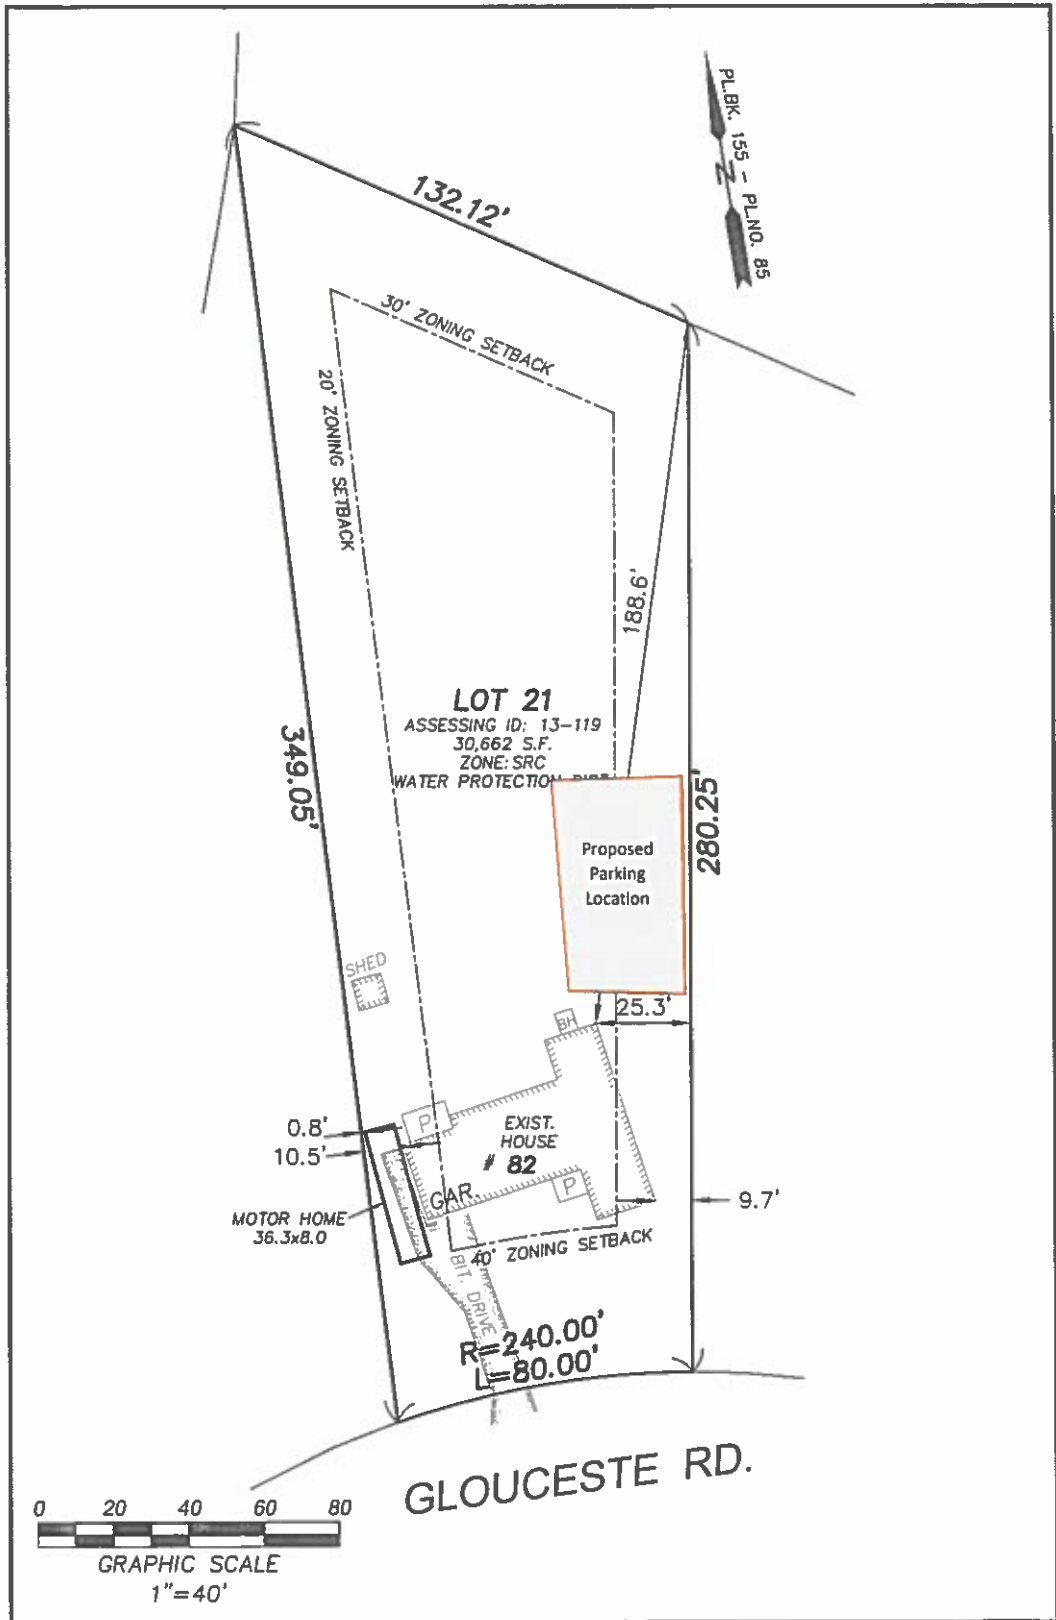 PL.BK. 155 - PL.NO. 85
N
132.12'
30' ZONING SETBACK
20' ZONING SETBACK
188.6'
LOT 21
ASSESSING ID: 13-119
30,662 S.F.
ZONE: SRC
WATER PROTECTION
349.05'
280.25'
Proposed
Parking
Location
SHED
25.3'
BH
P
0.8'
10.5'
EXIST.
HOUSE
# 82
GAR.
P
9.7'
MOTOR HOME
36.3x8.0
40' ZONING SETBACK
BIT. DRIVE
R=240.00'
L=80.00'
GLOUCESTE RD.
0 20 40 60 80
GRAPHIC SCALE
1"=40'